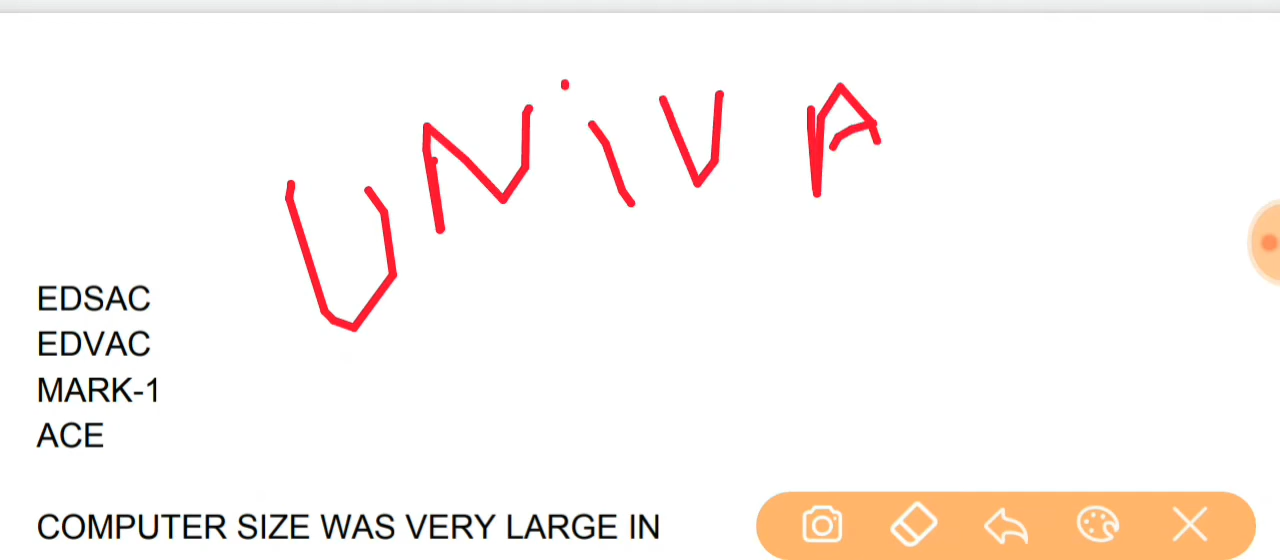 UNiVA
EDSAC
EDVAC
MARK-1
ACE
COMPUTER SIZE WAS VERY LARGE IN